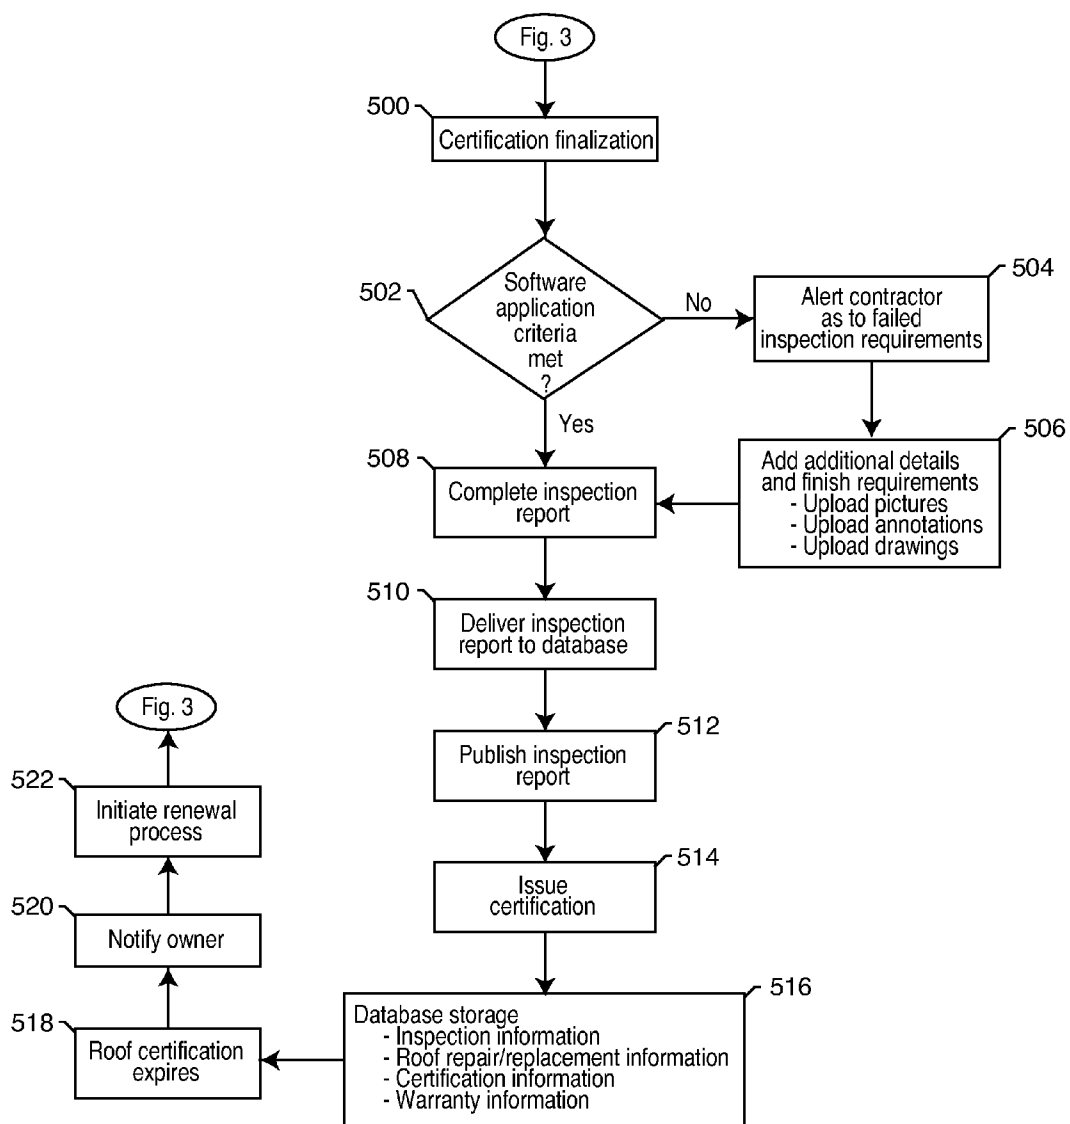 Fig. 3
500
Certification finalization
502
Software
application
criteria
met
?
No
Yes
504
Alert contractor
as to failed
inspection requirements
506
Add additional details
and finish requirements
- Upload pictures
- Upload annotations
- Upload drawings
508
Complete inspection
report
510
Deliver inspection
report to database
512
Publish inspection
report
514
Issue
certification
516
Database storage
- Inspection information
- Roof repair/replacement information
- Certification information
- Warranty information
518
Roof certification
expires
520
Notify owner
522
Initiate renewal
process
Fig. 3